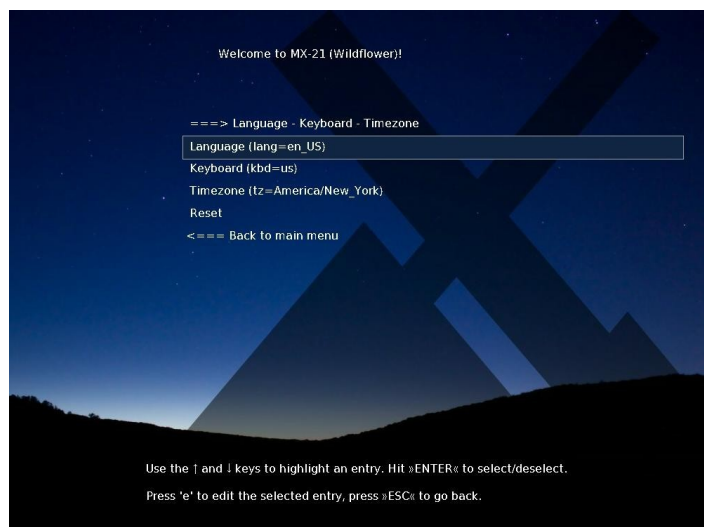 Welcome to MX-21 (Wildflower)!
===> Language - Keyboard - Timezone
Language (lang=en_US)
Keyboard (kbd=us)
Timezone (tz=America/New_York)
Reset
<=== Back to main menu
Use the ↑ and ↓ keys to highlight an entry. Hit »ENTER« to select/deselect.
Press 'e' to edit the selected entry, press »ESC« to go back.